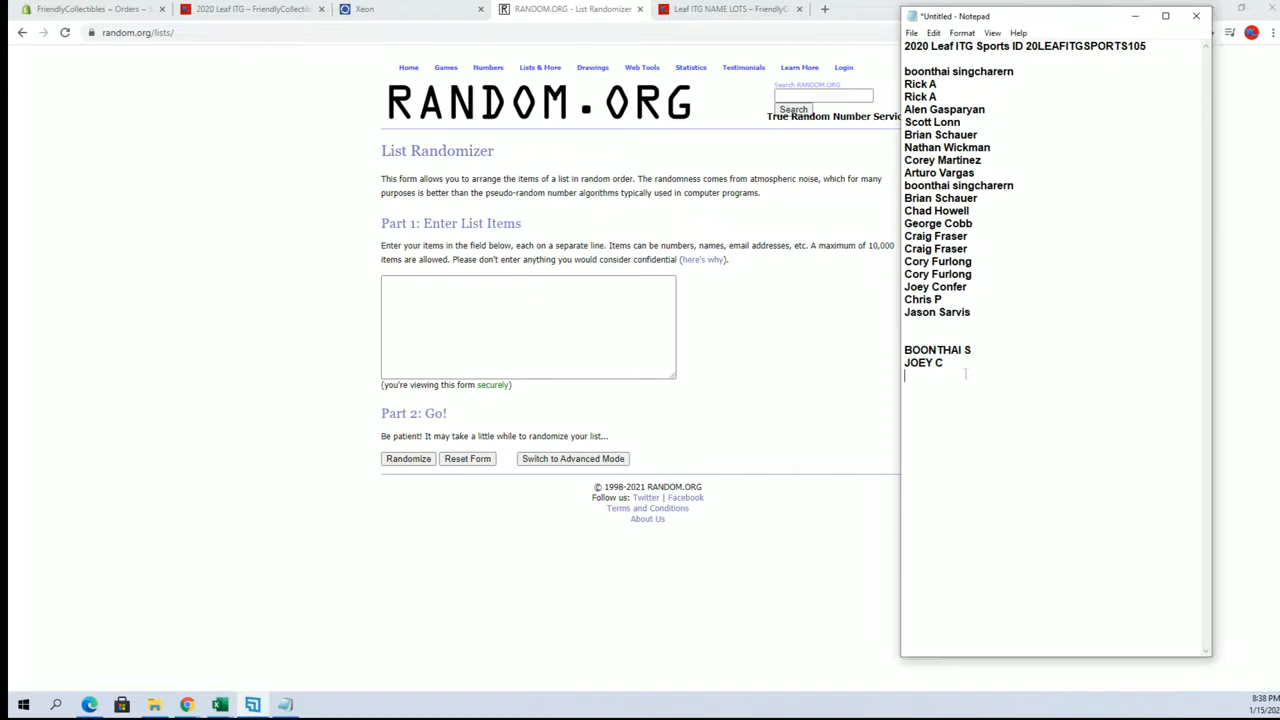 FriendlyCollectibles ~ Orders ~ S
2020 Leaf ITG – FriendlyCollectib
Xeon
RANDOM.ORG - List Randomizer
Leaf ITG NAME LOTS – FriendlyC
random.org/lists/
Home Games Numbers Lists & More Drawings Web Tools Statistics Testimonials Learn More Login
RANDOM.ORG
Search RANDOM.ORG
Search
True Random Number Servic
List Randomizer
This form allows you to arrange the items of a list in random order. The randomness comes from atmospheric noise, which for many
purposes is better than the pseudo-random number algorithms typically used in computer programs.
Part 1: Enter List Items
Enter your items in the field below, each on a separate line. Items can be numbers, names, email addresses, etc. A maximum of 10,000
items are allowed. Please don't enter anything you would consider confidential (here's why).
(you're viewing this form securely)
Part 2: Go!
Be patient! It may take a little while to randomize your list...
Randomize Reset Form Switch to Advanced Mode
© 1998-2021 RANDOM.ORG
Follow us: Twitter | Facebook
Terms and Conditions
About Us
*Untitled - Notepad
File Edit Format View Help
2020 Leaf ITG Sports ID 20LEAFITGSPORTS105
boonthai singcharern
Rick A
Rick A
Alen Gasparyan
Scott Lonn
Brian Schauer
Nathan Wickman
Corey Martinez
Arturo Vargas
boonthai singcharern
Brian Schauer
Chad Howell
George Cobb
Craig Fraser
Craig Fraser
Cory Furlong
Cory Furlong
Joey Confer
Chris P
Jason Sarvis
BOONTHAI S
JOEY C
8:38 PM
1/15/202